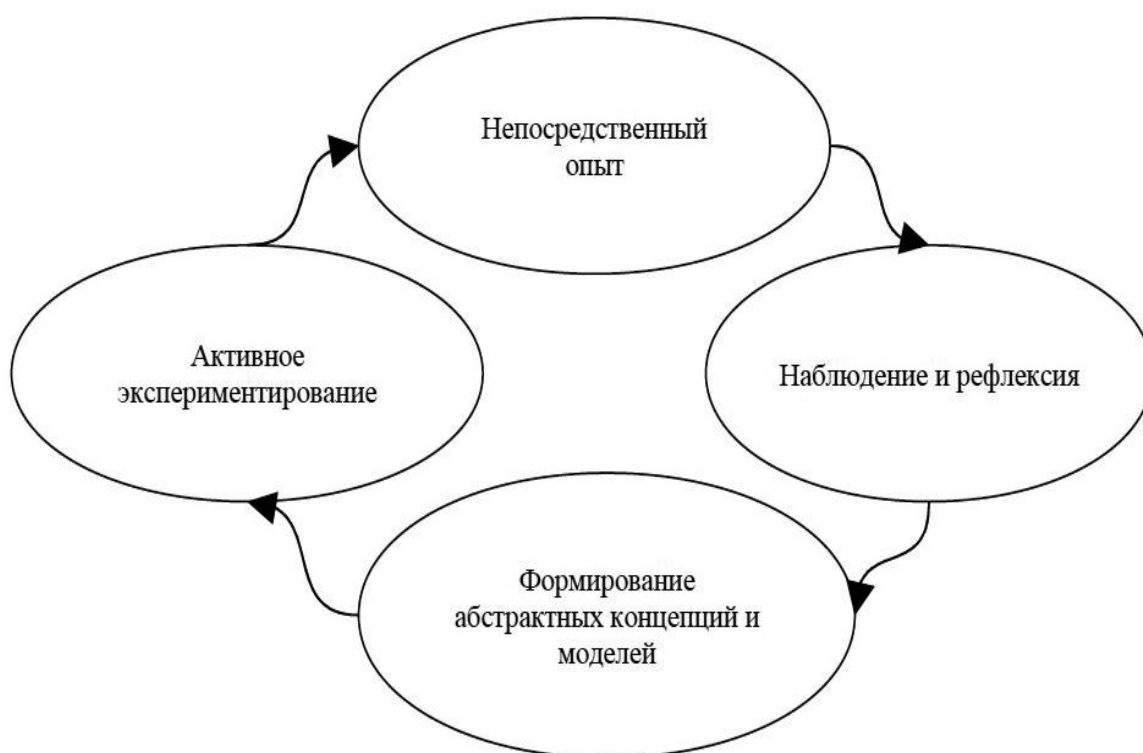 Непосредственный
опыт
Наблюдение и рефлексия
Формирование
абстрактных концепций и
моделей
Активное
экспериментирование